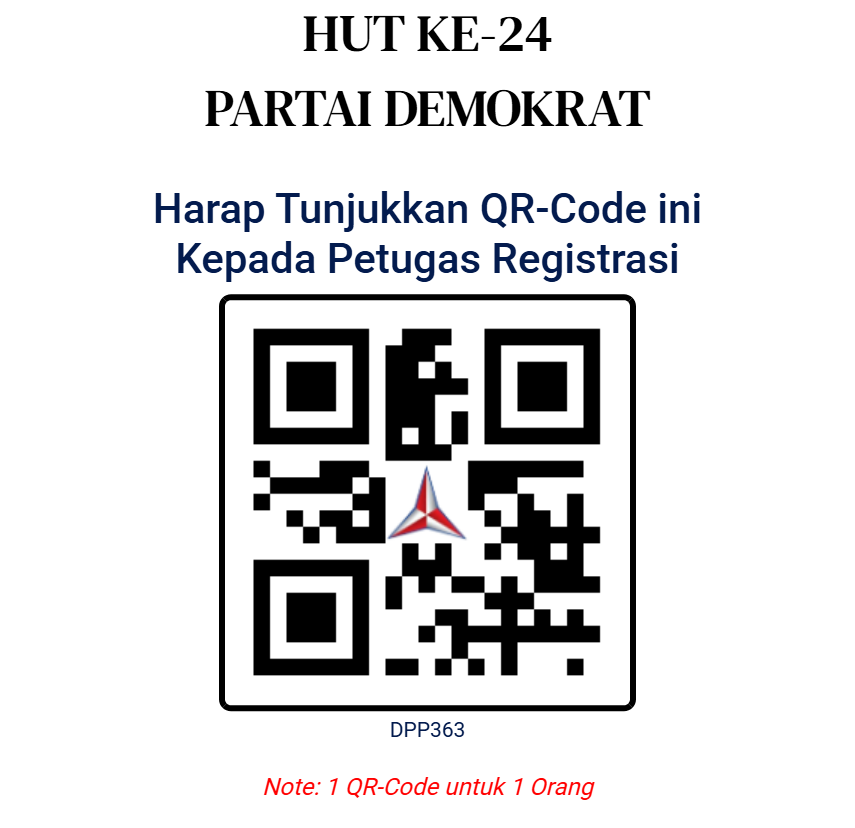 HUT KE-24
PARTAI DEMOKRAT
Harap Tunjukkan QR-Code ini
Kepada Petugas Registrasi
DPP363
Note: 1 QR-Code untuk 1 Orang